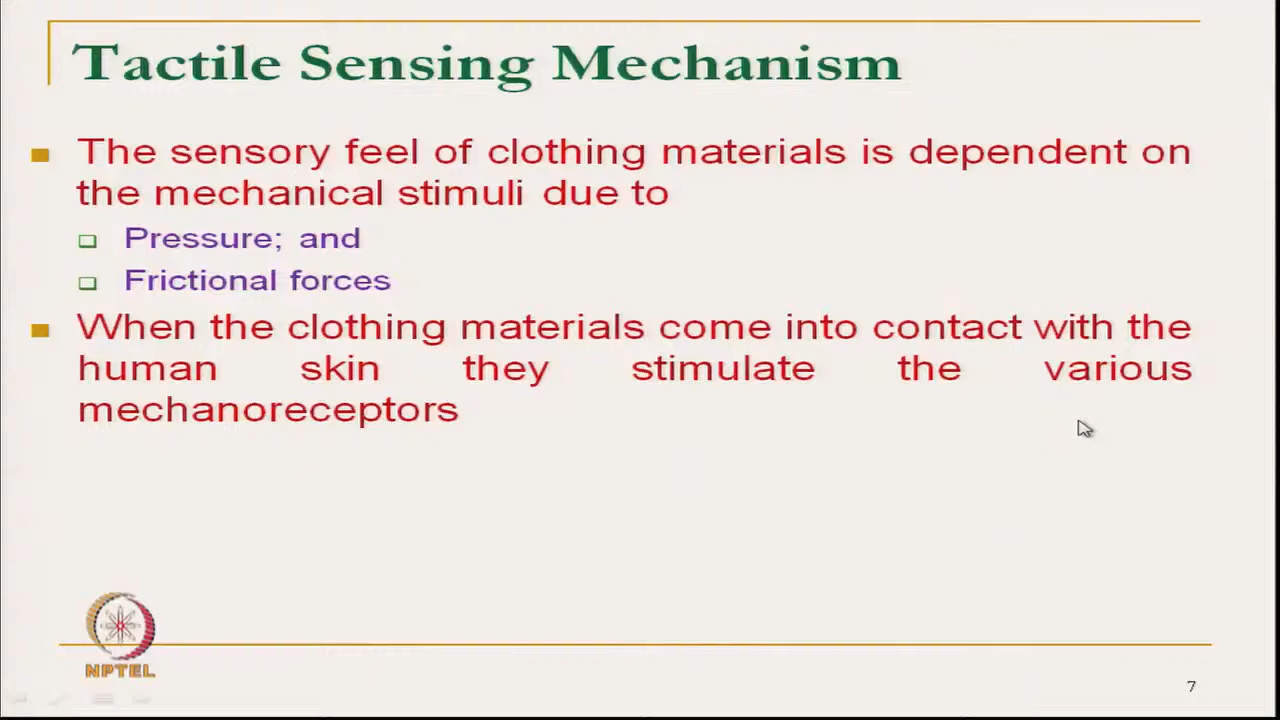 Tactile Sensing Mechanism
The sensory feel of clothing materials is dependent on
the mechanical stimuli due to
Pressure; and
Frictional forces
When the clothing materials come into contact with the
human skin they stimulate the various
mechanoreceptors
NPTEL
7